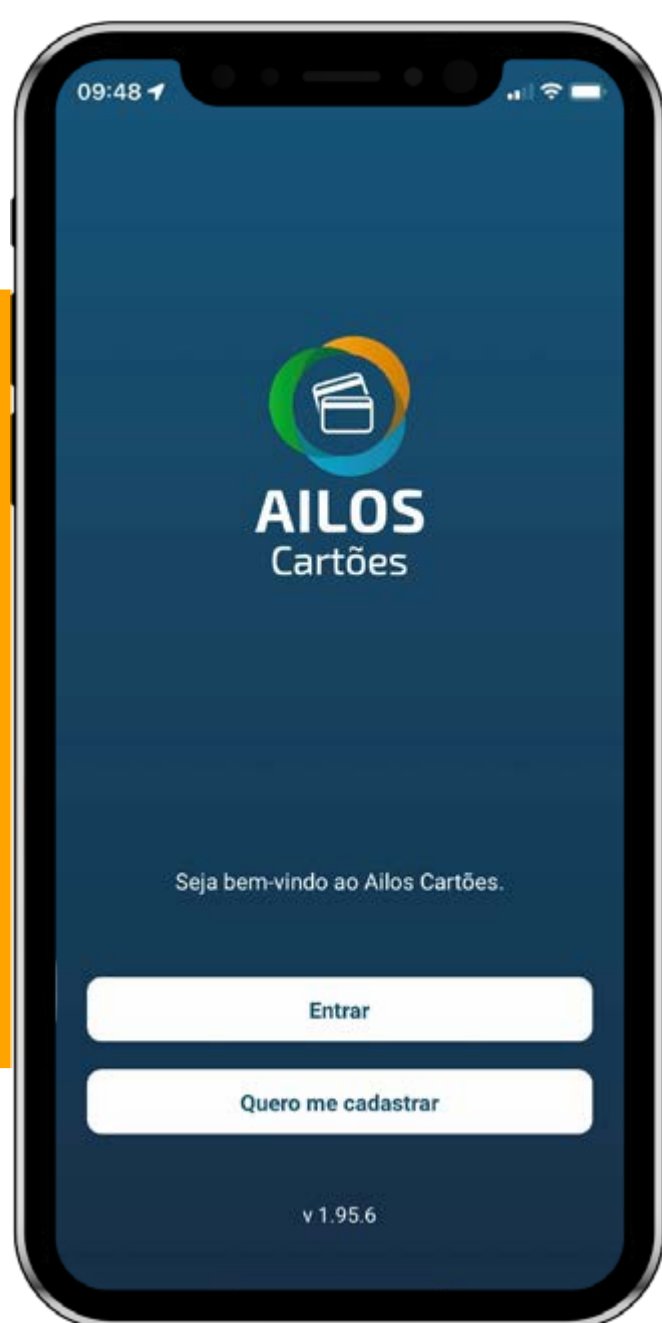 09:48
AILOS
Cartões
Seja bem-vindo ao Ailos Cartões.
Entrar
Quero me cadastrar
v 1.95.6